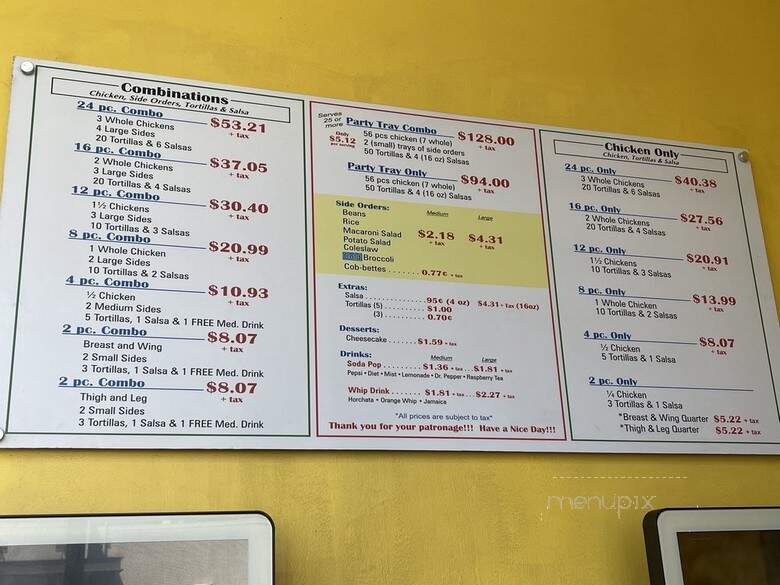 Combinations
Chicken, Side Orders, Tortillas & Salsa
24 pc. Combo $53.21 + tax
3 Whole Chickens
4 Large Sides
20 Tortillas & 6 Salsas
16 pc. Combo $37.05 + tax
2 Whole Chickens
3 Large Sides
20 Tortillas & 4 Salsas
12 pc. Combo $30.40 + tax
1½ Chickens
3 Large Sides
10 Tortillas & 3 Salsas
8 pc. Combo $20.99 + tax
1 Whole Chicken
2 Large Sides
10 Tortillas & 2 Salsas
4 pc. Combo $10.93 + tax
½ Chicken
2 Medium Sides
5 Tortillas, 1 Salsa & 1 FREE Med. Drink
2 pc. Combo $8.07 + tax
Breast and Wing
2 Small Sides
3 Tortillas, 1 Salsa & 1 FREE Med. Drink
2 pc. Combo $8.07 + tax
Thigh and Leg
2 Small Sides
3 Tortillas, 1 Salsa & 1 FREE Med. Drink
Serves 25 or more
Only $5.12 per serving
Party Tray Combo $128.00 + tax
56 pcs chicken (7 whole)
2 (small) trays of side orders
50 Tortillas & 4 (16 oz) Salsas
Party Tray Only $94.00 + tax
56 pcs chicken (7 whole)
50 Tortillas & 4 (16 oz) Salsas
Side Orders: Medium Large
Beans
Rice
Macaroni Salad $2.18 + tax $4.31 + tax
Potato Salad
Coleslaw
Broccoli
Cob-bettes ........ 0.77¢ + tax
Extras:
Salsa .............. 95¢ (4 oz) $4.31 + tax (16oz)
Tortillas (5) ............ $1.00
(3) ............ 0.70¢
Desserts:
Cheesecake ....... $1.59 + tax
Drinks: Medium Large
Soda Pop ....... $1.36 + tax ... $1.81 + tax
Pepsi • Diet • Mist • Lemonade • Dr. Pepper • Raspberry Tea
Whip Drink ....... $1.81 + tax ... $2.27 + tax
Horchata • Orange Whip • Jamaica
"All prices are subject to tax"
Thank you for your patronage!!! Have a Nice Day!!!
Chicken Only
Chicken, Tortillas & Salsa
24 pc. Only $40.38 + tax
3 Whole Chickens
20 Tortillas & 6 Salsas
16 pc. Only $27.56 + tax
2 Whole Chickens
20 Tortillas & 4 Salsas
12 pc. Only $20.91 + tax
1½ Chickens
10 Tortillas & 3 Salsas
8 pc. Only $13.99 + tax
1 Whole Chicken
10 Tortillas & 2 Salsas
4 pc. Only $8.07 + tax
½ Chicken
5 Tortillas & 1 Salsa
2 pc. Only
¼ Chicken
3 Tortillas & 1 Salsa
*Breast & Wing Quarter $5.22 + tax
*Thigh & Leg Quarter $5.22 + tax
menupix